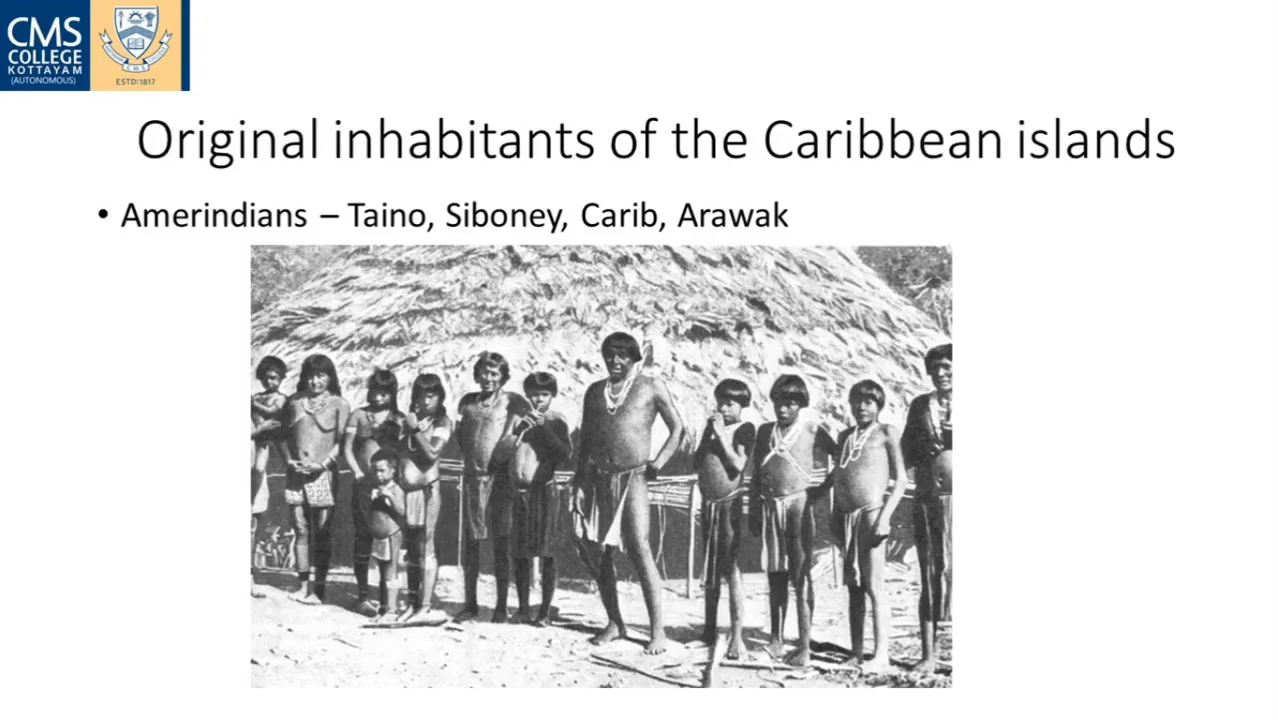 CMS
COLLEGE
KOTTAYAM
(AUTONOMOUS)
ESTD:1817
Original inhabitants of the Caribbean islands
• Amerindians – Taino, Siboney, Carib, Arawak